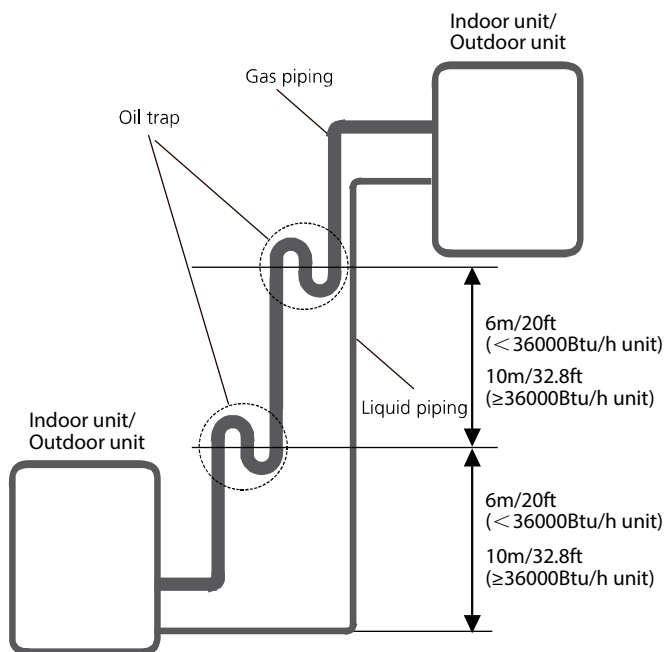 Indoor unit/
Outdoor unit
Gas piping
Oil trap
6m/20ft
(<36000Btu/h unit)
10m/32.8ft
(≥36000Btu/h unit)
Liquid piping
Indoor unit/
Outdoor unit
6m/20ft
(<36000Btu/h unit)
10m/32.8ft
(≥36000Btu/h unit)